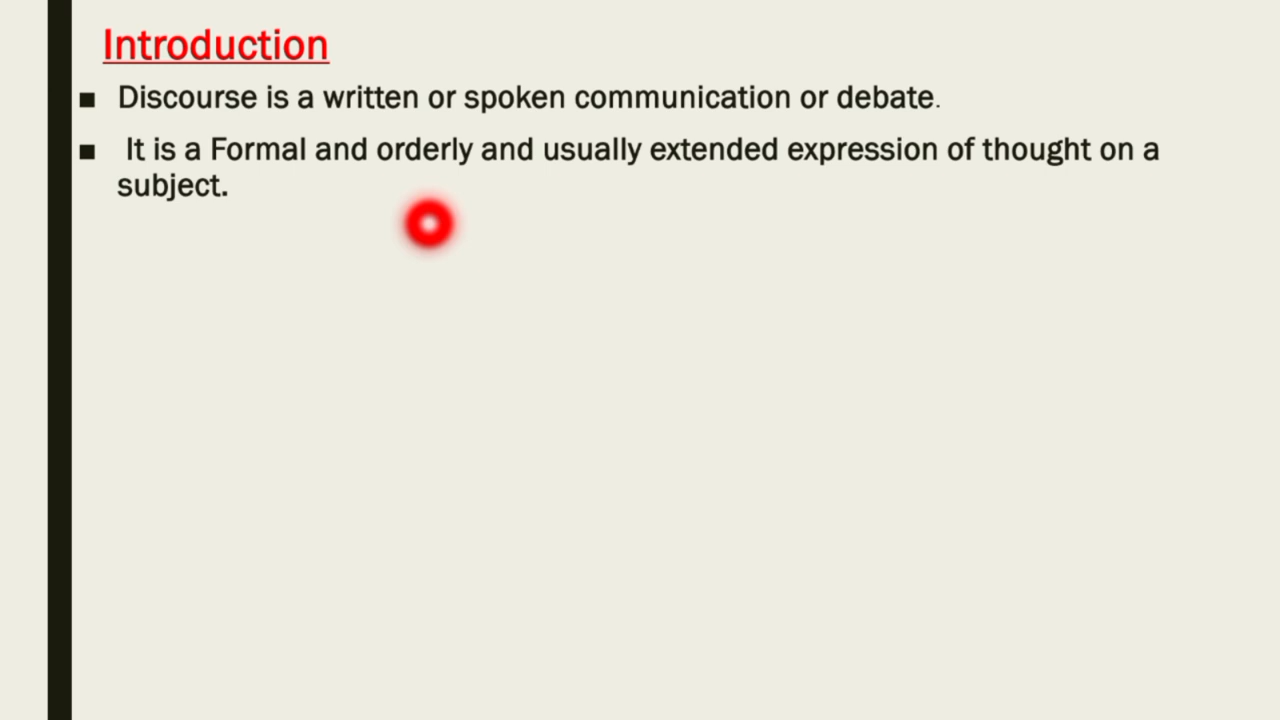 Introduction
■ Discourse is a written or spoken communication or debate.
■ It is a Formal and orderly and usually extended expression of thought on a
subject.